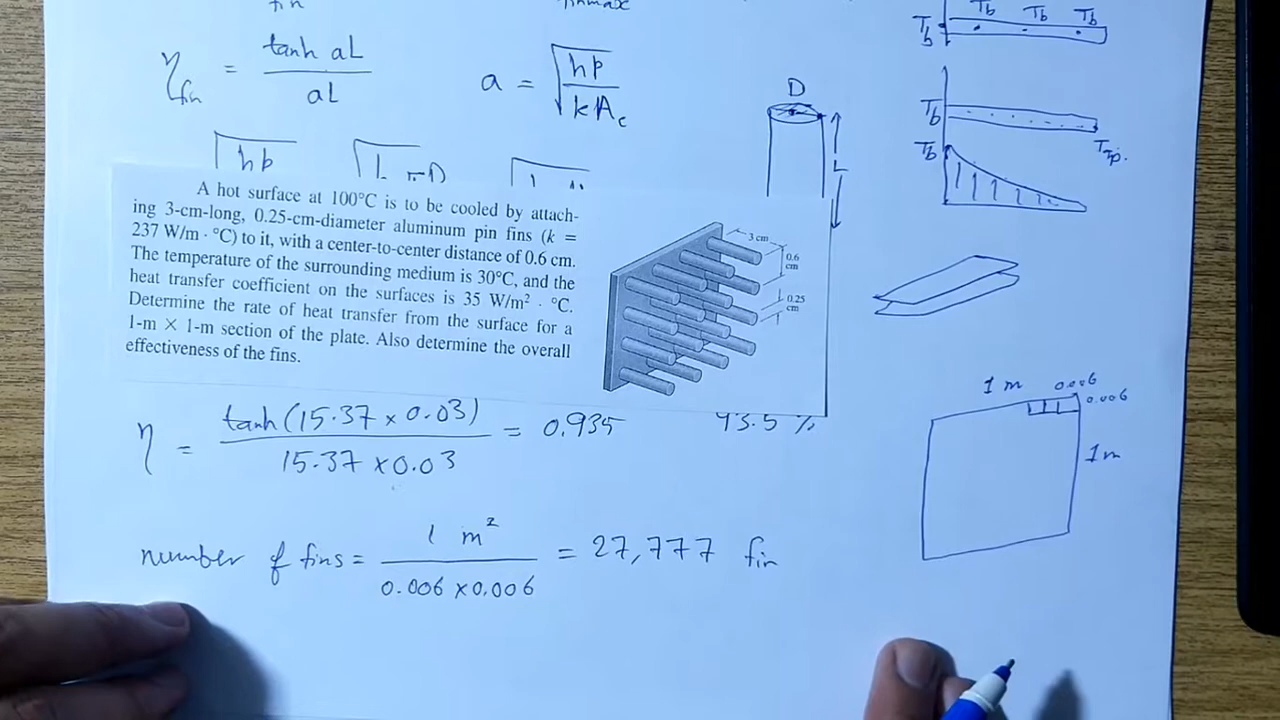 fin
finmax
η_fin = tanh aL / aL
a = √(hp / kA_c)
D
L
T_b T_b T_b
T_b
T_b
T_tip.
T_b
√hp √h πD
A hot surface at 100°C is to be cooled by attach-
ing 3-cm-long, 0.25-cm-diameter aluminum pin fins (k =
237 W/m · °C) to it, with a center-to-center distance of 0.6 cm.
The temperature of the surrounding medium is 30°C, and the
heat transfer coefficient on the surfaces is 35 W/m² · °C.
Determine the rate of heat transfer from the surface for a
1-m × 1-m section of the plate. Also determine the overall
effectiveness of the fins.
3 cm
0.6
cm
0.25
cm
η = tanh(15.37 × 0.03) / 15.37 × 0.03 = 0.935 93.5 %
1 m 0.006
0.006
1 m
number of fins = 1 m² / 0.006 × 0.006 = 27,777 fin